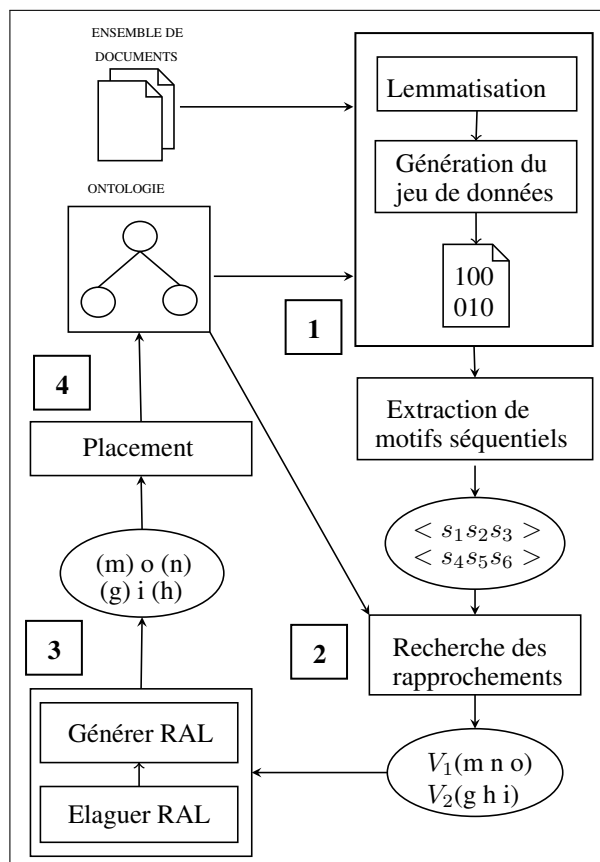 ENSEMBLE DE
DOCUMENTS
Lemmatisation
Génération du
jeu de données
100
010
ONTOLOGIE
1
Extraction de
motifs séquentiels
< s₁s₂s₃ >
< s₄s₅s₆ >
2
Recherche des
rapprochements
V₁(m n o)
V₂(g h i)
3
Générer RAL
Elaguer RAL
(m) o (n)
(g) i (h)
4
Placement